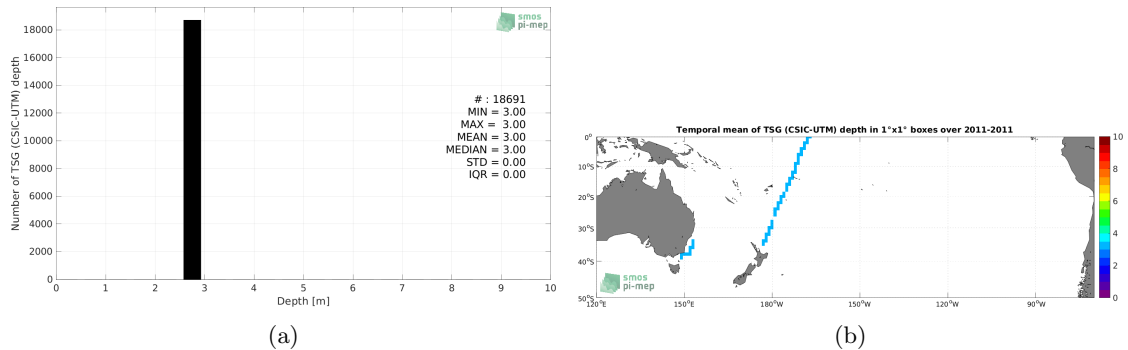 smos
pi-mep
18000
16000
14000
12000
10000
8000
6000
4000
2000
0
Number of TSG (CSIC-UTM) depth
# : 18691
MIN = 3.00
MAX = 3.00
MEAN = 3.00
MEDIAN = 3.00
STD = 0.00
IQR = 0.00
0 1 2 3 4 5 6 7 8 9 10
Depth [m]
(a)
Temporal mean of TSG (CSIC-UTM) depth in 1°x1° boxes over 2011-2011
0°
10°S
20°S
30°S
40°S
50°S
120°W 150°W 180°W 150°W 120°W 90°W
smos
pi-mep
10
8
6
4
2
0
(b)